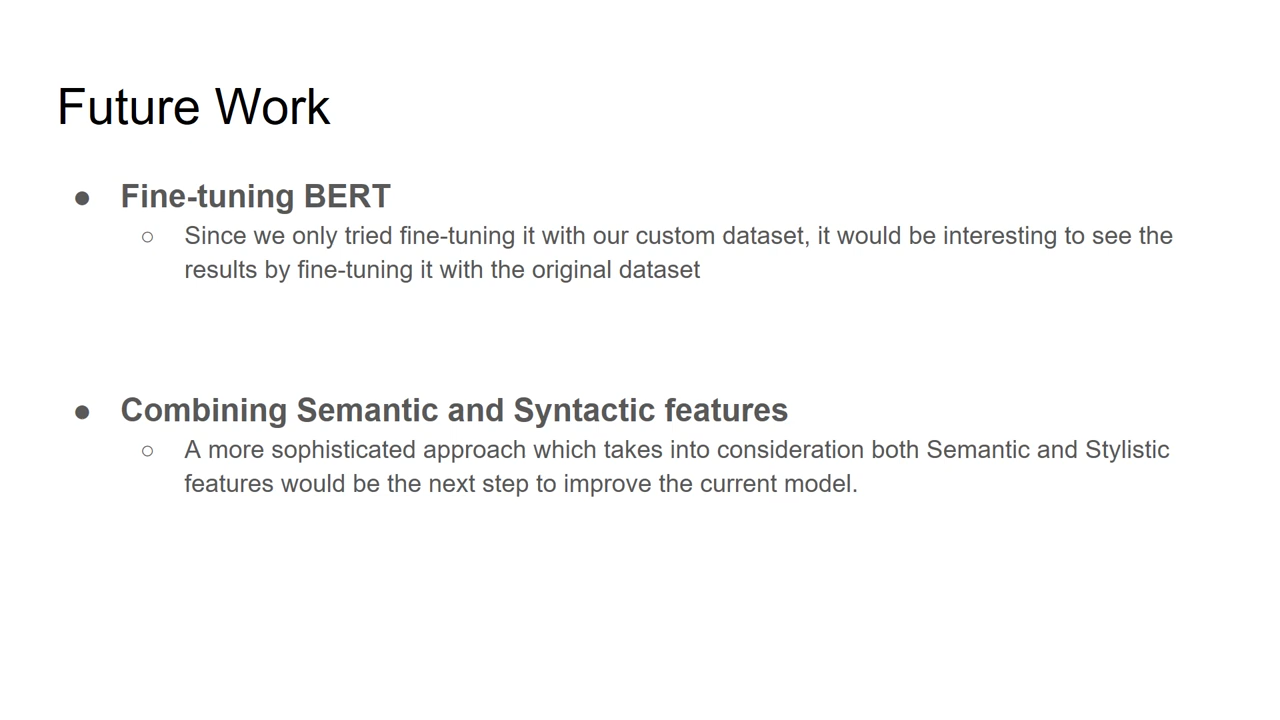 Future Work
● Fine-tuning BERT
○ Since we only tried fine-tuning it with our custom dataset, it would be interesting to see the
results by fine-tuning it with the original dataset
● Combining Semantic and Syntactic features
○ A more sophisticated approach which takes into consideration both Semantic and Stylistic
features would be the next step to improve the current model.